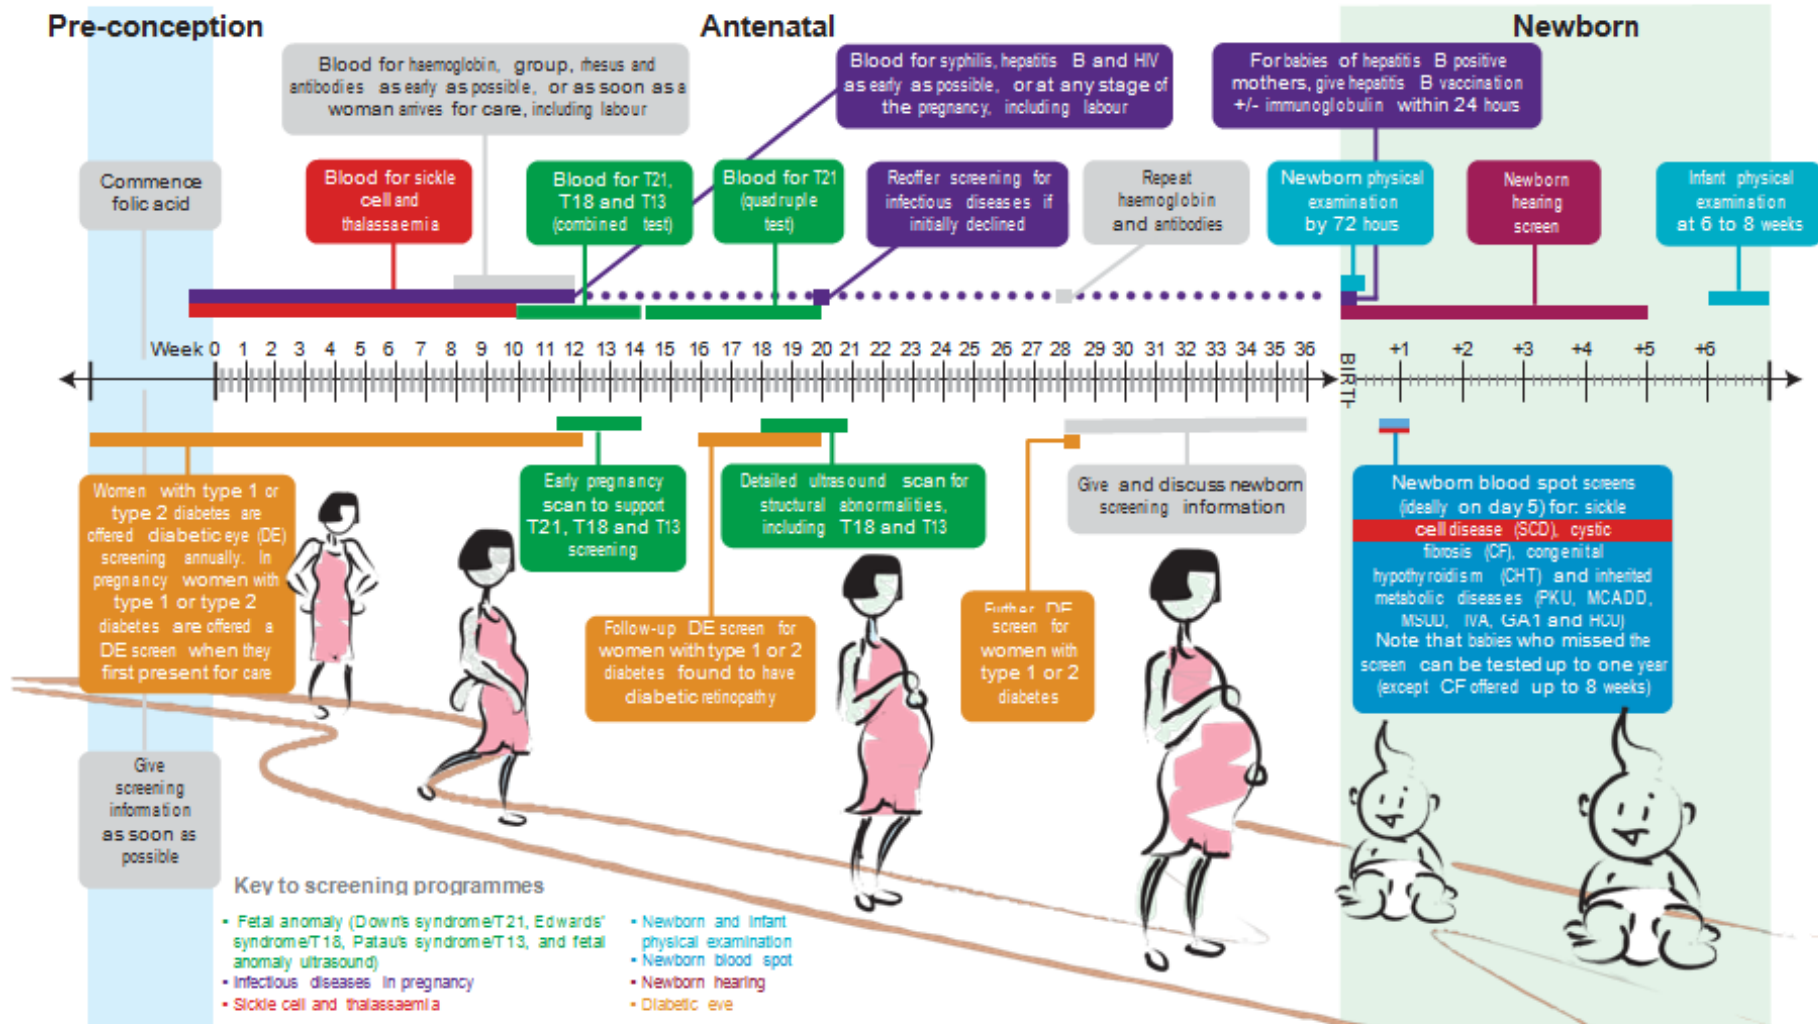 Pre-conception
Antenatal
Newborn
Blood for haemoglobin, group, rhesus and
antibodies as early as possible, or as soon as a
woman arrives for care, including labour
Blood for syphilis, hepatitis B and HIV
as early as possible, or at any stage of
the pregnancy, including labour
For babies of hepatitis B positive
mothers, give hepatitis B vaccination
+/- immunoglobulin within 24 hours
Commence
folic acid
Blood for sickle
cell and
thalassaemia
Blood for T21,
T18 and T13
(combined test)
Blood for T21
(quadruple
test)
Reoffer screening for
infectious diseases if
initially declined
Repeat
haemoglobin
and antibodies
Newborn physical
examination
by 72 hours
Newborn
hearing
screen
Infant physical
examination
at 6 to 8 weeks
Week 0 1 2 3 4 5 6 7 8 9 10 11 12 13 14 15 16 17 18 19 20 21 22 23 24 25 26 27 28 29 30 31 32 33 34 35 36
BIRTH
+1 +2 +3 +4 +5 +6
Women with type 1 or
type 2 diabetes are
offered diabetic eye (DE)
screening annually. In
pregnancy women with
type 1 or type 2
diabetes are offered a
DE screen when they
first present for care
Early pregnancy
scan to support
T21, T18 and T13
screening
Detailed ultrasound scan for
structural abnormalities,
including T18 and T13
Give and discuss newborn
screening information
Newborn blood spot screens
(ideally on day 5) for: sickle
cell disease (SCD), cystic
fibrosis (CF), congenital
hypothyroidism (CHT) and inherited
metabolic diseases (PKU, MCADD,
MSUD, IVA, GA1 and HCU)
Note that babies who missed the
screen can be tested up to one year
(except CF offered up to 8 weeks)
Follow-up DE screen for
women with type 1 or 2
diabetes found to have
diabetic retinopathy
Further DE
screen for
women with
type 1 or 2
diabetes
Give
screening
information
as soon as
possible
Key to screening programmes
▪ Fetal anomaly (Down's syndrome/T21, Edwards'
syndrome/T18, Patau's syndrome/T13, and fetal
anomaly ultrasound)
▪ Infectious diseases in pregnancy
▪ Sickle cell and thalassaemia
▪ Newborn and infant
physical examination
▪ Newborn blood spot
▪ Newborn hearing
▪ Diabetic eye